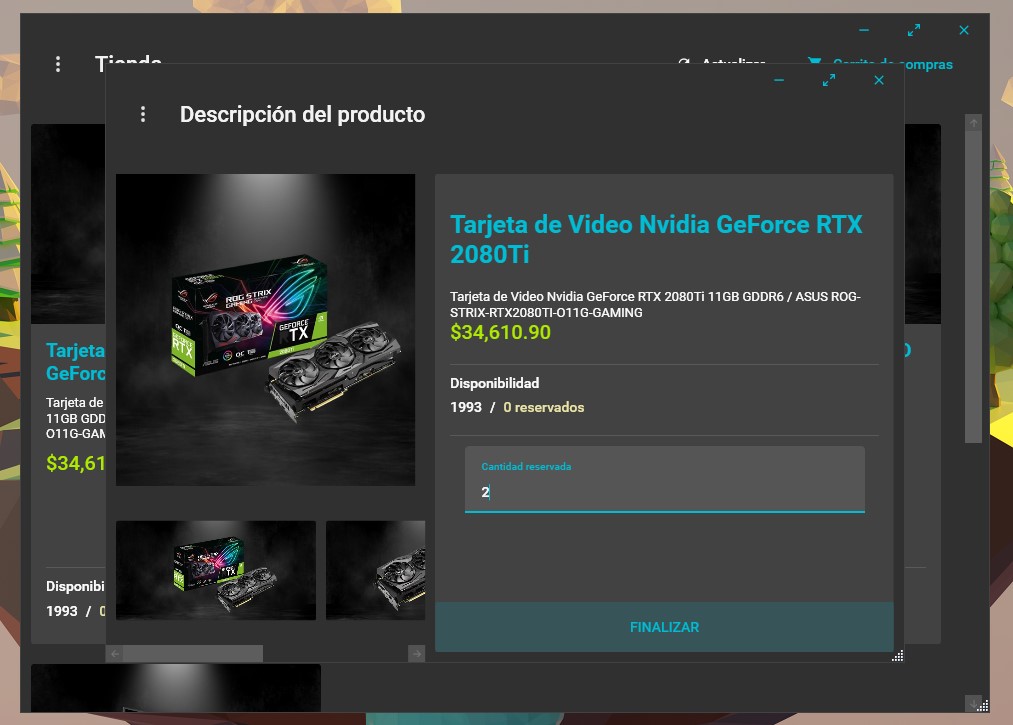 Tienda
Actualizar
Carrito de compras
Descripción del producto
Tarjeta de Video Nvidia GeForce RTX
2080Ti
Tarjeta de Video Nvidia GeForce RTX 2080Ti 11GB GDDR6 / ASUS ROG-
STRIX-RTX2080TI-O11G-GAMING
$34,610.90
Disponibilidad
1993 / 0 reservados
Cantidad reservada
2
FINALIZAR
ROG STRIX
GAMING
OC 11G
GEFORCE
RTX
2080 Ti
RTX
Tarjeta
GeForc
Tarjeta de
11GB GDD
O11G-GAM
$34,61
Disponibi
1993 / 0